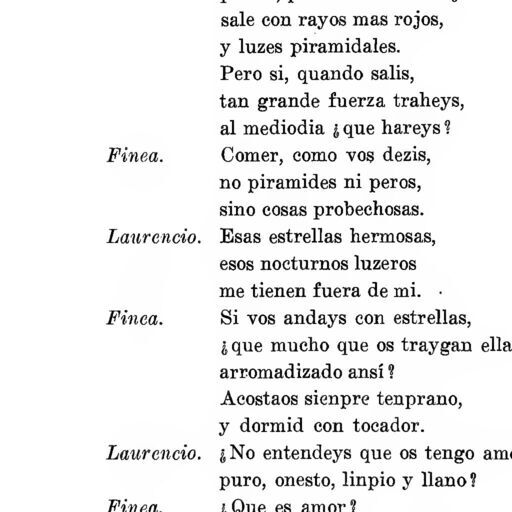 sale con rayos mas rojos,
y luzes piramidales.
Pero si, quando salis,
tan grande fuerza traheys,
al mediodia ¿que hareys?
Finea. Comer, como vos dezis,
no piramides ni peros,
sino cosas probechosas.
Laurencio. Esas estrellas hermosas,
esos nocturnos luzeros
me tienen fuera de mi.
Finea. Si vos andays con estrellas,
¿que mucho que os traygan ella
arromadizado ansí?
Acostaos sienpre tenprano,
y dormid con tocador.
Laurencio. ¿No entendeys que os tengo am
puro, onesto, linpio y llano?
Finea. ¿Que es amor?